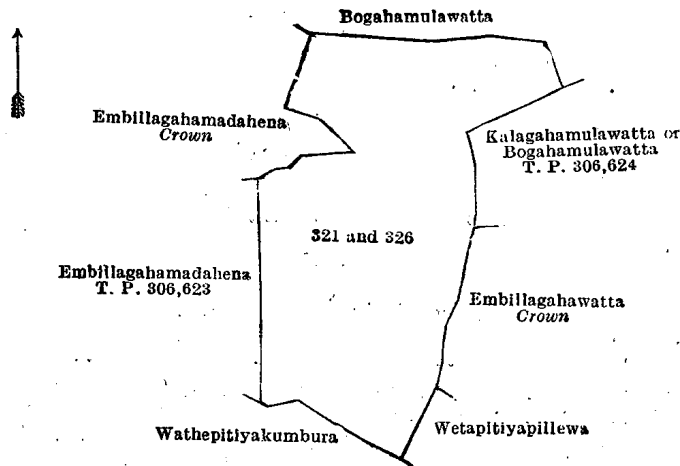 Bogahamulawatta
Embillagahamadahena
Crown
Kalagahamulawatta or
Bogahamulawatta
T. P. 306,624
321 and 326
Embillagahamadahena
T. P. 306,623
Embillagahawatta
Crown
Wathepitiyakumbura
Wetapitiyapillewa